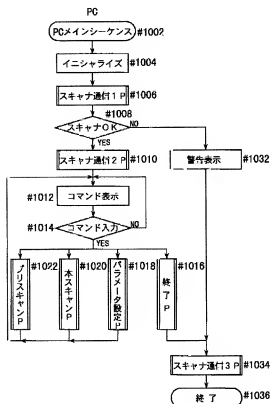 PC
PCメインシーケンス #1002
イニシャライズ #1004
スキャナ通信1P #1006
#1008
スキャナOK NO
YES
スキャナ通信2P #1010
警告表示 #1032
#1012 コマンド表示
#1014 コマンド入力 NO
YES
プリスキャンP #1022
本スキャンP #1020
パラメータ設定P #1018
終了P #1016
スキャナ通信3P #1034
終了 #1036